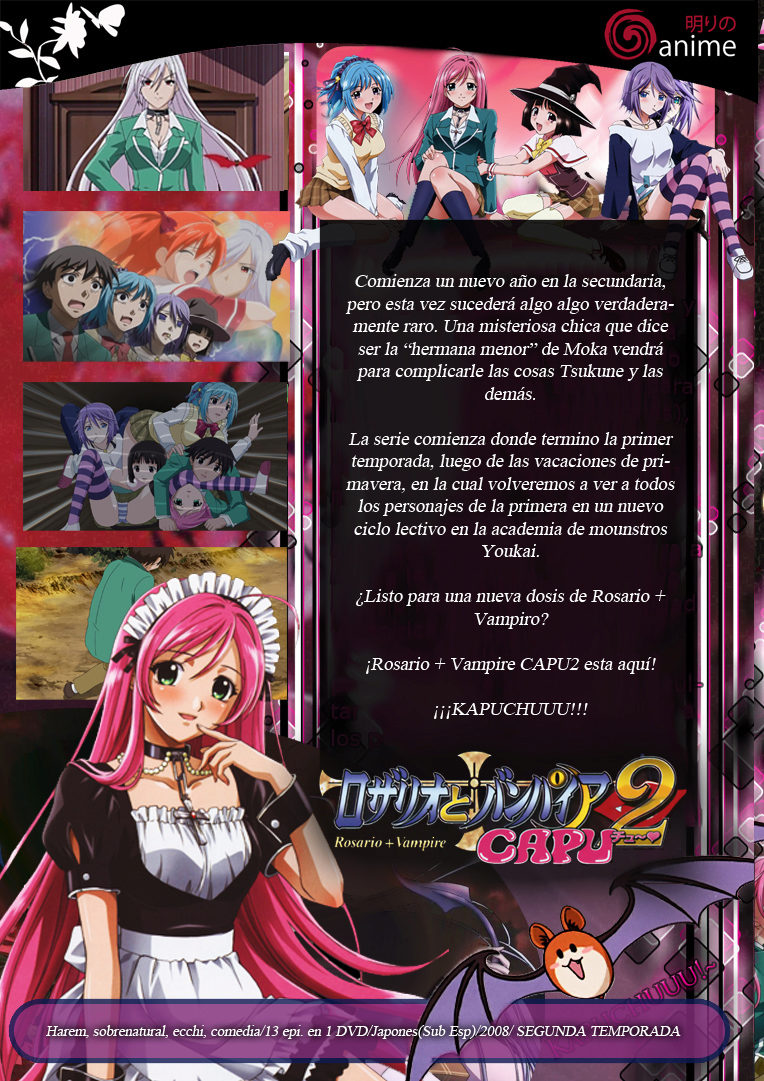 明りの
anime
Comienza un nuevo año en la secundaria,
pero esta vez sucederá algo algo verdadera-
mente raro. Una misteriosa chica que dice
ser la “hermana menor” de Moka vendrá
para complicarle las cosas Tsukune y las
demás.
La serie comienza donde termino la primer
temporada, luego de las vacaciones de pri-
mavera, en la cual volveremos a ver a todos
los personajes de la primera en un nuevo
ciclo lectivo en la academia de mounstros
Youkai.
¿Listo para una nueva dosis de Rosario +
Vampiro?
¡Rosario + Vampire CAPU2 esta aquí!
¡¡¡KAPUCHUUU!!!
ロザリオとバンパイア2
Rosario + Vampire
CAPU
チュ〜♥
Harem, sobrenatural, ecchi, comedia/13 epi. en 1 DVD/Japones(Sub Esp)/2008/ SEGUNDA TEMPORADA